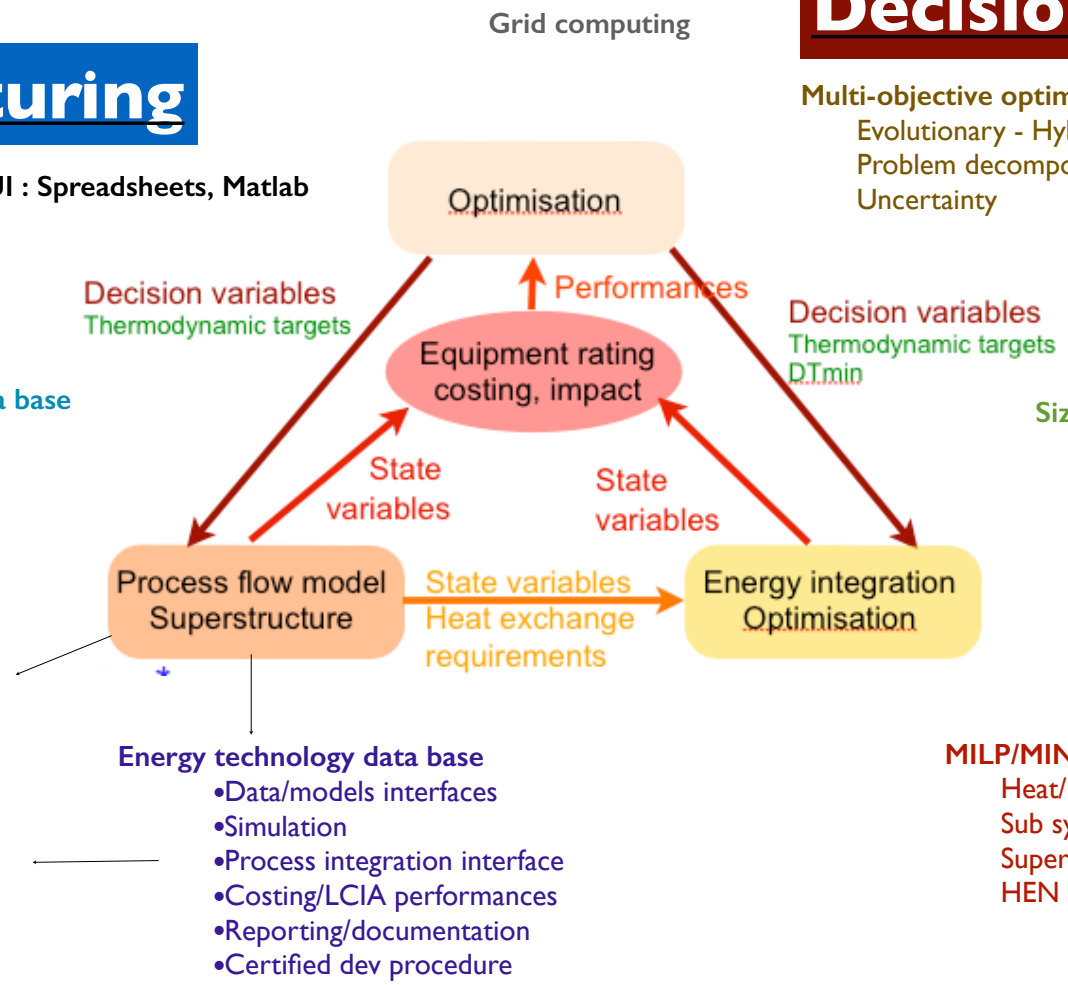 Grid computing
Decisio
turing
Multi-objective optim
Evolutionary - Hy
Problem decompo
Uncertainty
UI : Spreadsheets, Matlab
Optimisation
Decision variables
Thermodynamic targets
Performances
Decision variables
Thermodynamic targets
DTmin
Equipment rating
costing, impact
a base
Siz
State
variables
State
variables
Process flow model
Superstructure
State variables
Heat exchange
requirements
Energy integration
Optimisation
*
Energy technology data base
•Data/models interfaces
•Simulation
•Process integration interface
•Costing/LCIA performances
•Reporting/documentation
•Certified dev procedure
MILP/MIN
Heat/
Sub sy
Super
HEN